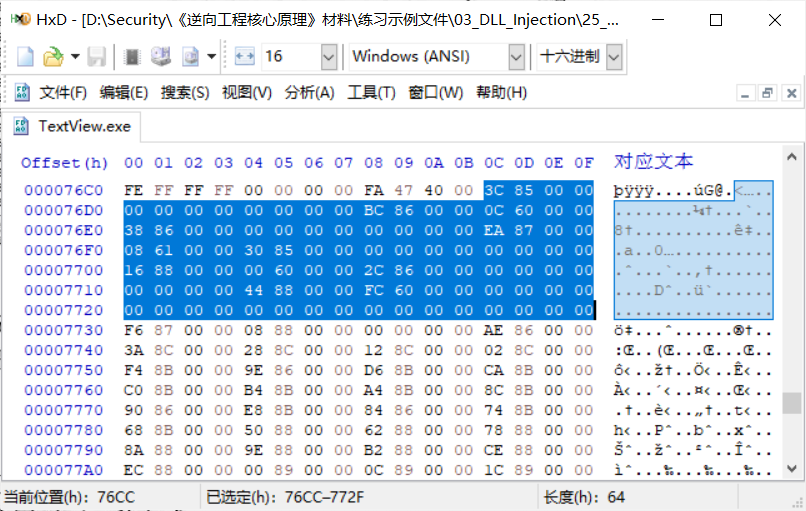 HxD - [D:\Security\《逆向工程核心原理》材料\练习示例文件\03_DLL_Injection\25_...
16 Windows (ANSI) 十六进制
文件(F) 编辑(E) 搜索(S) 视图(V) 分析(A) 工具(T) 窗口(W) 帮助(H)
TextView.exe
Offset(h) 00 01 02 03 04 05 06 07 08 09 0A 0B 0C 0D 0E 0F 对应文本
000076C0 FE FF FF FF 00 00 00 00 FA 47 40 00 3C 85 00 00 þÿÿÿ....úG@.<…..
000076D0 00 00 00 00 00 00 00 00 BC 86 00 00 0C 60 00 00 ........¼†...`..
000076E0 38 86 00 00 00 00 00 00 00 00 00 00 EA 87 00 00 8†..........ê‡..
000076F0 08 61 00 00 30 85 00 00 00 00 00 00 00 00 00 00 .a..0…..........
00007700 16 88 00 00 00 60 00 00 2C 86 00 00 00 00 00 00 .ˆ...`..,†......
00007710 00 00 00 00 44 88 00 00 FC 60 00 00 00 00 00 00 ....Dˆ..ü`......
00007720 00 00 00 00 00 00 00 00 00 00 00 00 00 00 00 00 ................
00007730 F6 87 00 00 08 88 00 00 00 00 00 00 AE 86 00 00 ö‡...ˆ......®†..
00007740 3A 8C 00 00 28 8C 00 00 12 8C 00 00 02 8C 00 00 :Œ..(Œ...Œ...Œ..
00007750 F4 8B 00 00 9E 86 00 00 D6 8B 00 00 CA 8B 00 00 ô‹..ž†..Ö‹..Ê‹..
00007760 C0 8B 00 00 B4 8B 00 00 A4 8B 00 00 8C 8B 00 00 À‹..´‹..¤‹..Œ‹..
00007770 90 86 00 00 E8 8B 00 00 84 86 00 00 74 8B 00 00 .†..è‹..„†..t‹..
00007780 68 8B 00 00 50 88 00 00 62 88 00 00 78 88 00 00 h‹..Pˆ..bˆ..xˆ..
00007790 8A 88 00 00 9E 88 00 00 B2 88 00 00 CE 88 00 00 Šˆ..žˆ..²ˆ..Έ..
000077A0 EC 88 00 00 00 89 00 00 0C 89 00 00 1C 89 00 00 ìˆ...‰...‰...‰..
当前位置(h): 76CC 已选定(h): 76CC-772F 长度(h): 64